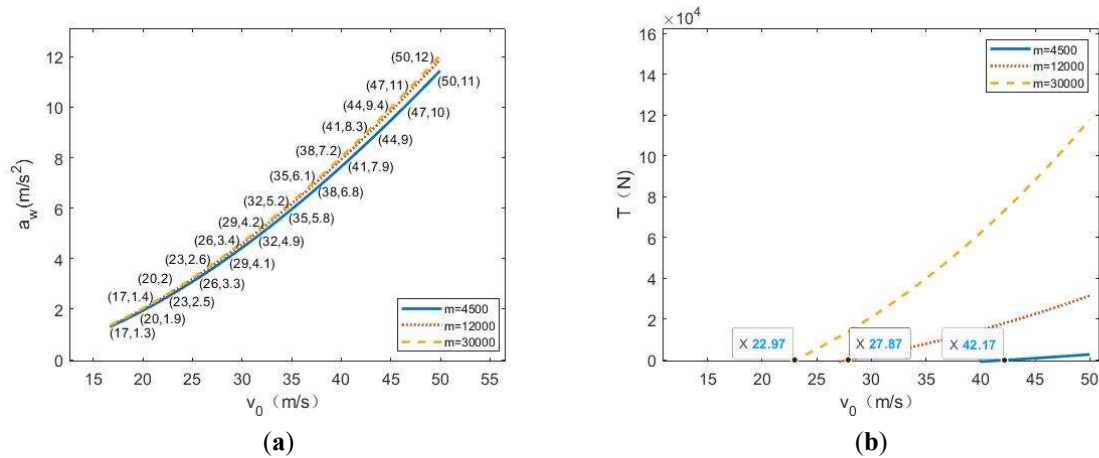 ×10⁴
12
10
8
6
4
2
0
a_w(m/s²)
(50,12)
(47,11)
(44,9.4)
(41,8.3)
(38,7.2)
(35,6.1)
(32,5.2)
(29,4.2)
(26,3.4)
(23,2.6)
(20,2)
(17,1.4)
(50,11)
(47,10)
(44,9)
(41,7.9)
(38,6.8)
(35,5.8)
(32,4.9)
(29,4.1)
(26,3.3)
(23,2.5)
(20,1.9)
(17,1.3)
m=4500
m=12000
m=30000
15 20 25 30 35 40 45 50 55
v_0 (m/s)
(a)
16
14
12
10
8
6
4
2
0
T (N)
m=4500
m=12000
m=30000
X 22.97
X 27.87
X 42.17
15 20 25 30 35 40 45 50
v_0 (m/s)
(b)